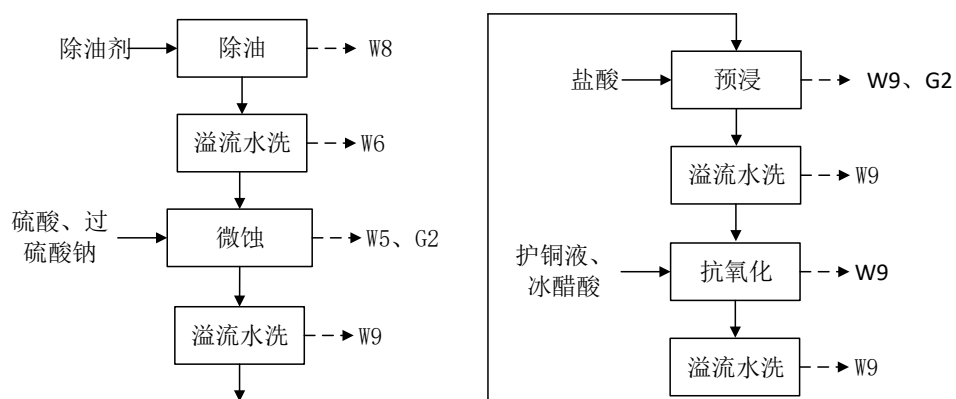 除油剂
除油
W8
溢流水洗
W6
硫酸、过
硫酸钠
微蚀
W5、G2
溢流水洗
W9
盐酸
预浸
W9、G2
溢流水洗
W9
护铜液、
冰醋酸
抗氧化
W9
溢流水洗
W9